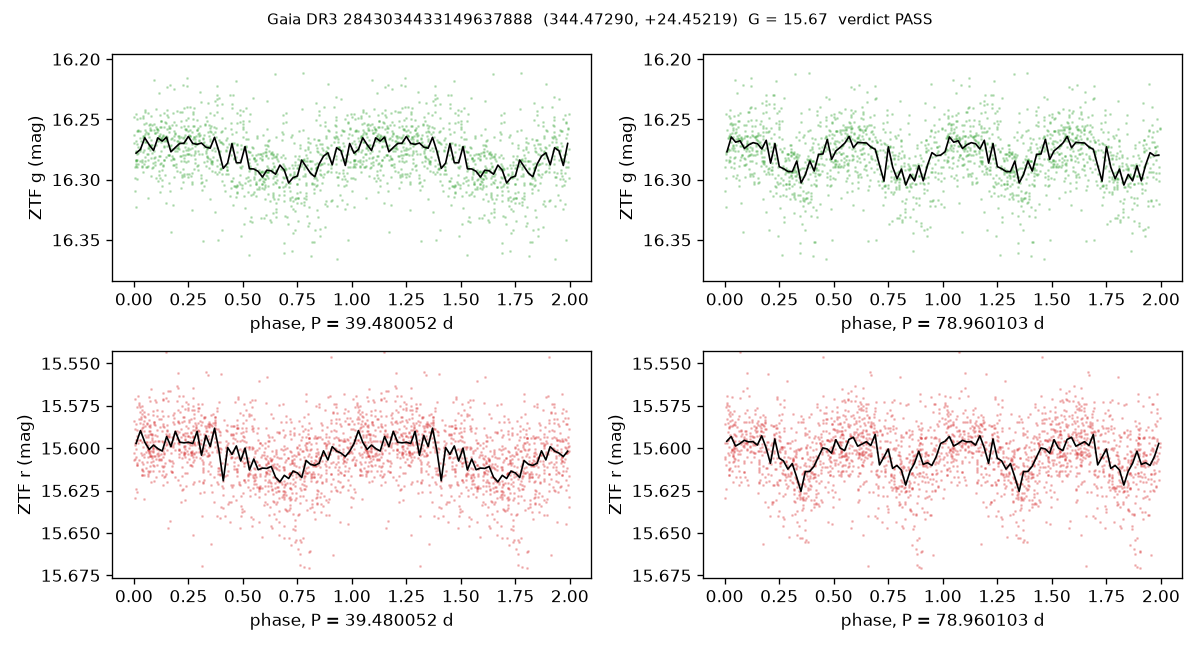 Gaia DR3 2843034433149637888  (344.47290, +24.45219)  G = 15.67  verdict PASS
16.20
16.25
16.30
16.35
ZTF g (mag)
0.00 0.25 0.50 0.75 1.00 1.25 1.50 1.75 2.00
phase, P = 39.480052 d
16.20
16.25
16.30
16.35
ZTF g (mag)
0.00 0.25 0.50 0.75 1.00 1.25 1.50 1.75 2.00
phase, P = 78.960103 d
15.550
15.575
15.600
15.625
15.650
15.675
ZTF r (mag)
0.00 0.25 0.50 0.75 1.00 1.25 1.50 1.75 2.00
phase, P = 39.480052 d
15.550
15.575
15.600
15.625
15.650
15.675
ZTF r (mag)
0.00 0.25 0.50 0.75 1.00 1.25 1.50 1.75 2.00
phase, P = 78.960103 d